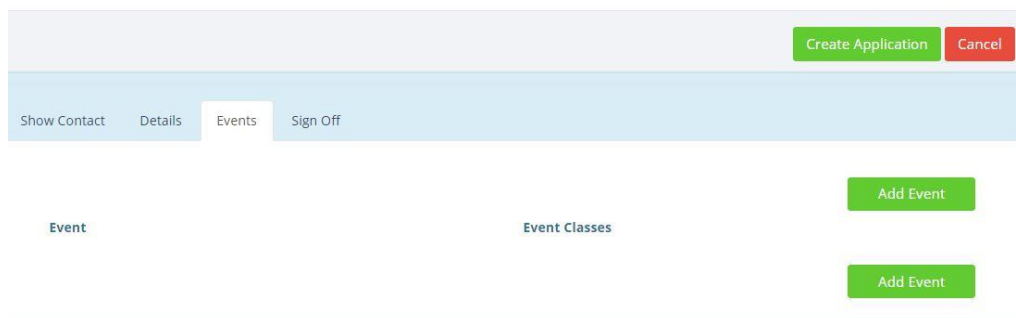 Create Application Cancel
Show Contact Details Events Sign Off
Add Event
Event Event Classes
Add Event